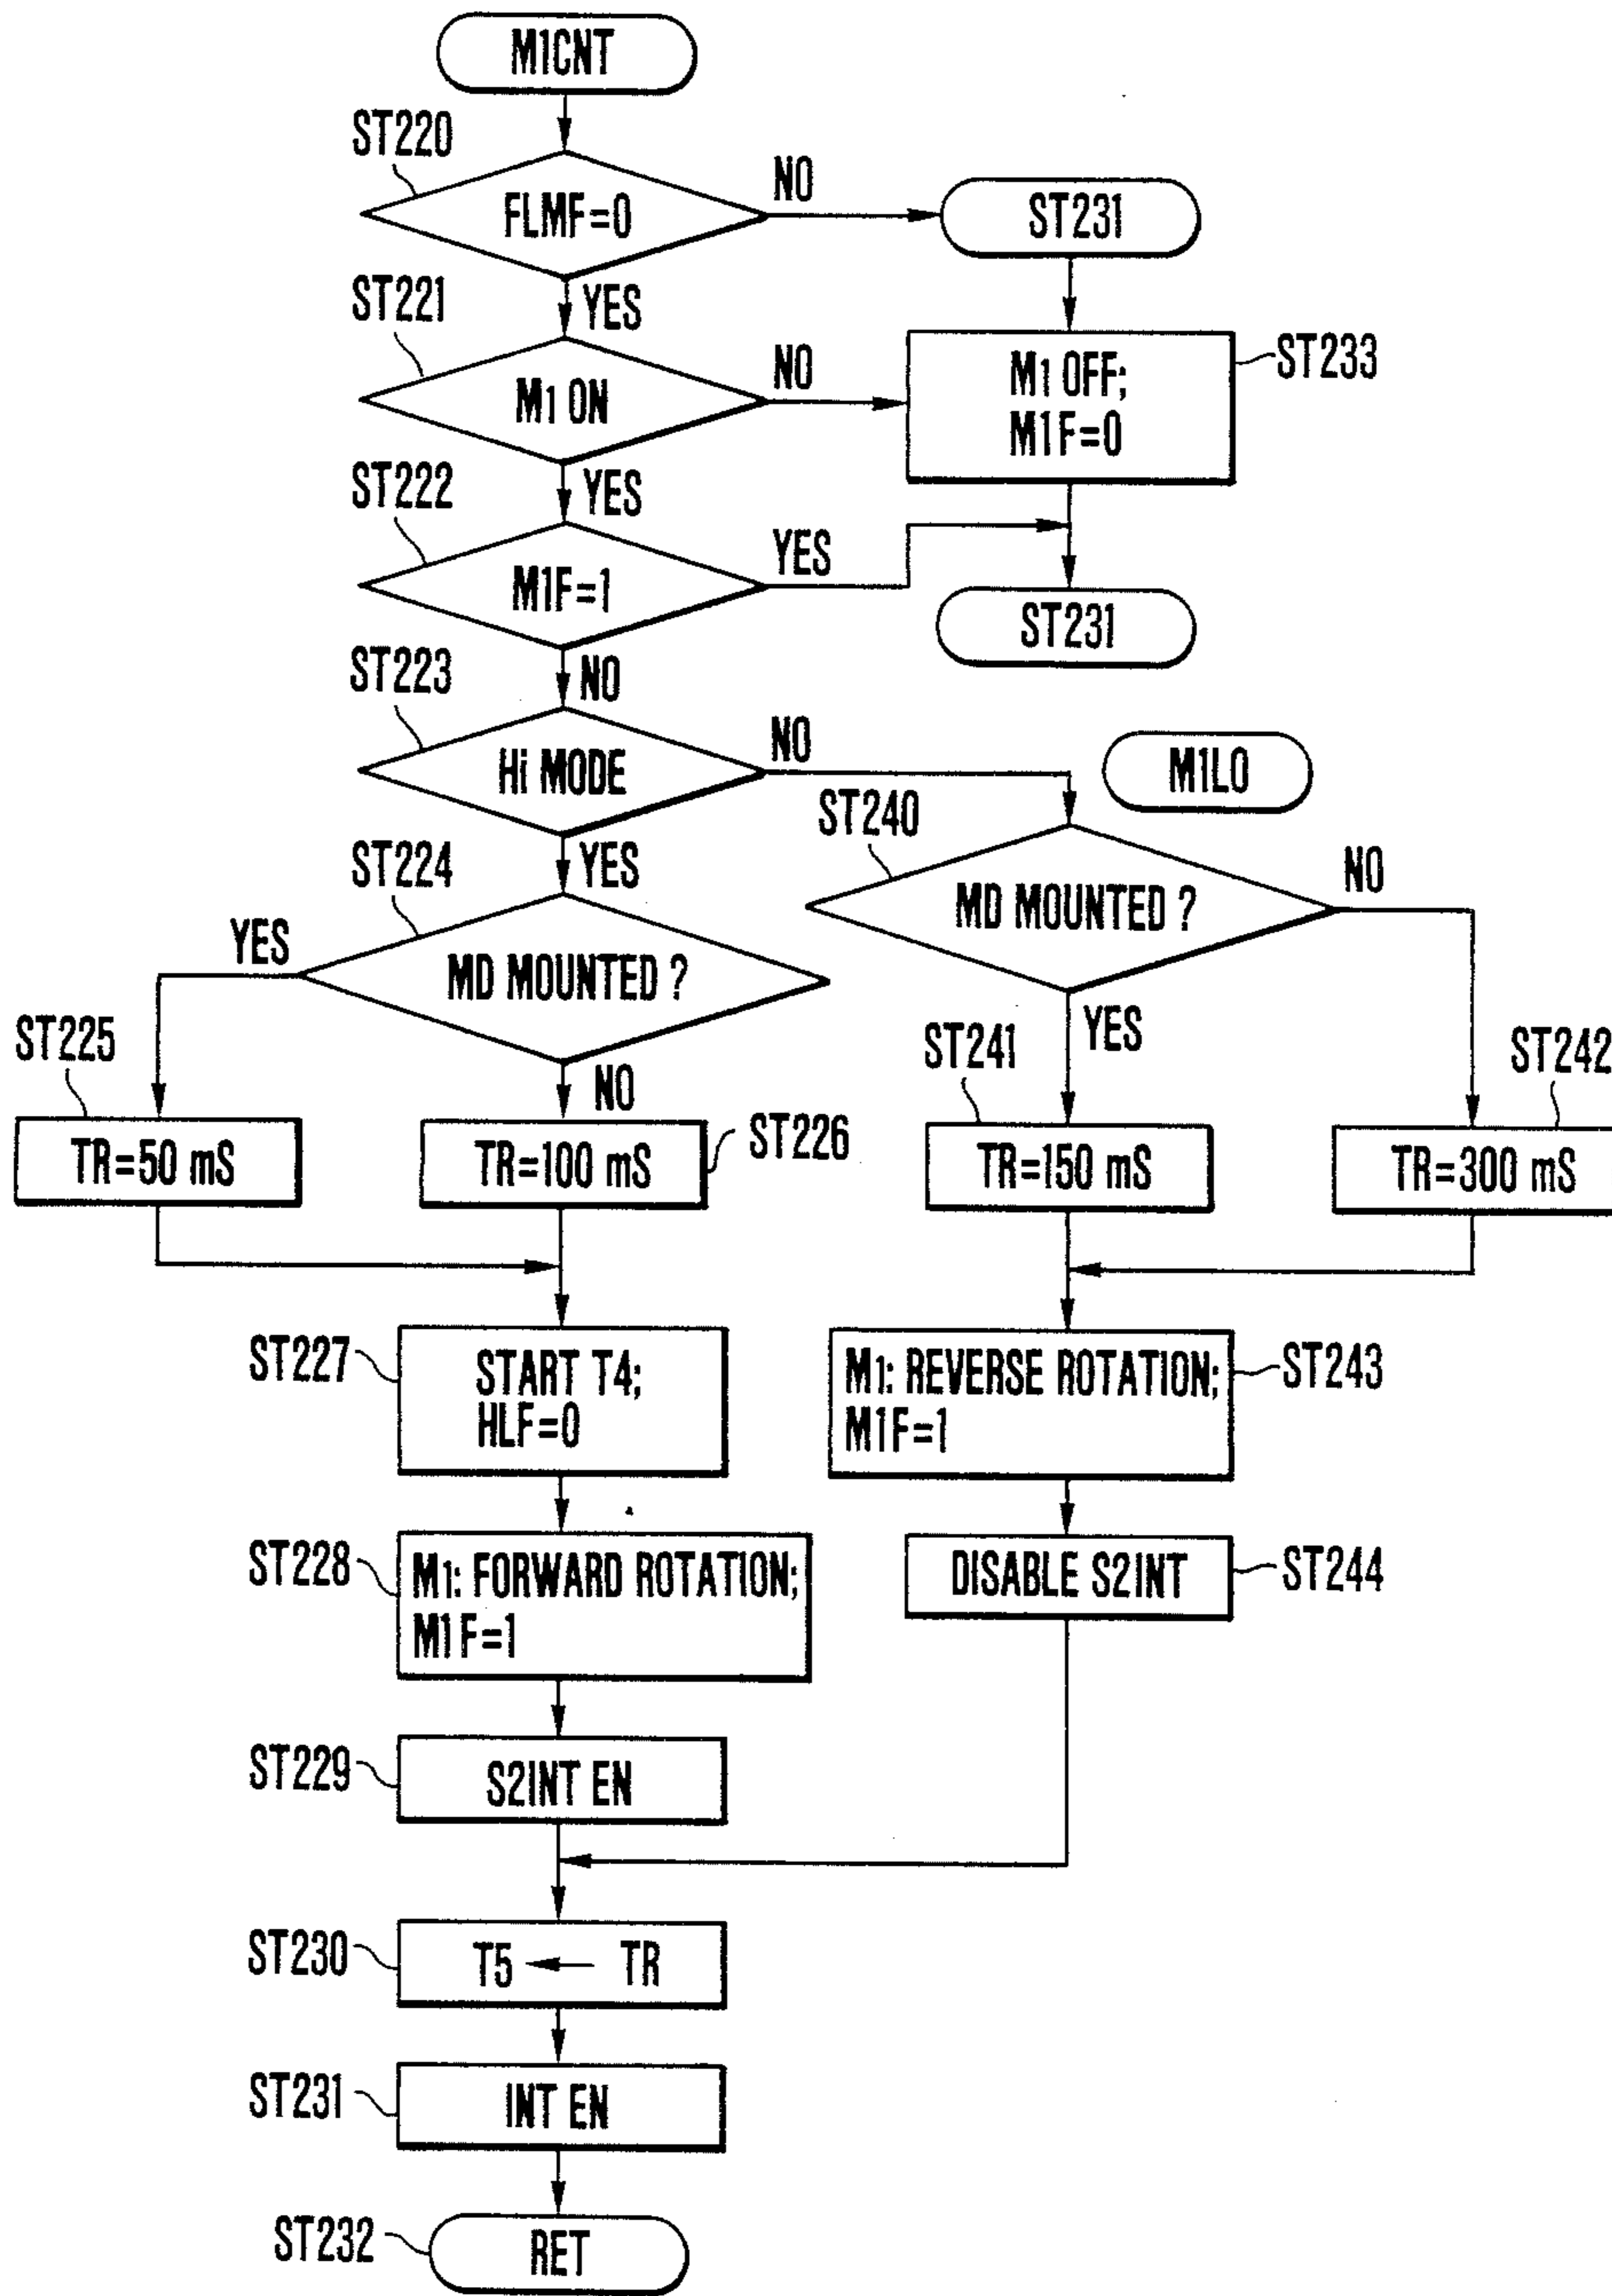 M1CNT
ST220
FLMF=0
NO
ST231
YES
ST221
M1 ON
NO
M1 OFF;
M1F=0
ST233
YES
ST222
M1F=1
YES
ST231
NO
ST223
Hi MODE
NO
M1LO
YES
ST240
MD MOUNTED ?
NO
YES
ST224
YES
MD MOUNTED ?
NO
ST225
TR=50 mS
TR=100 mS
ST226
ST241
TR=150 mS
ST242
TR=300 mS
ST227
START T4;
HLF=0
M1: REVERSE ROTATION;
M1F=1
ST243
ST228
M1: FORWARD ROTATION;
M1F=1
DISABLE S2INT
ST244
ST229
S2INT EN
ST230
T5 ← TR
ST231
INT EN
ST232
RET